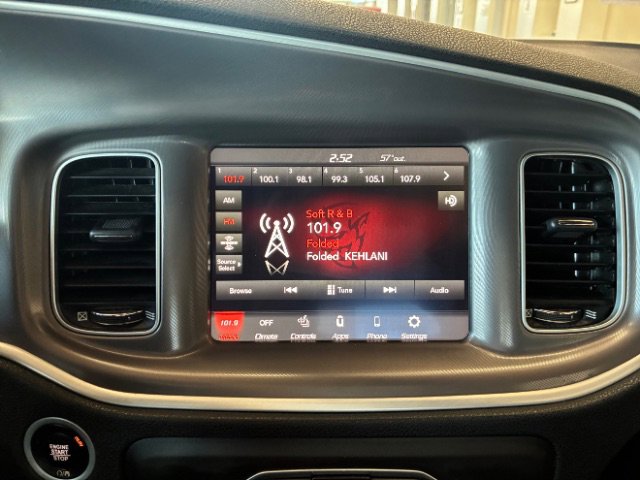 2:52 57° out.
1 2 3 4 5 6
101.9 100.1 98.1 99.3 105.1 107.9
AM
FM
Source Select
Soft R & B
101.9
Folded
Folded KEHLANI
Browse Tune Audio
101.9 OFF
Climate Controls Apps Phone Settings
ENGINE
START
STOP